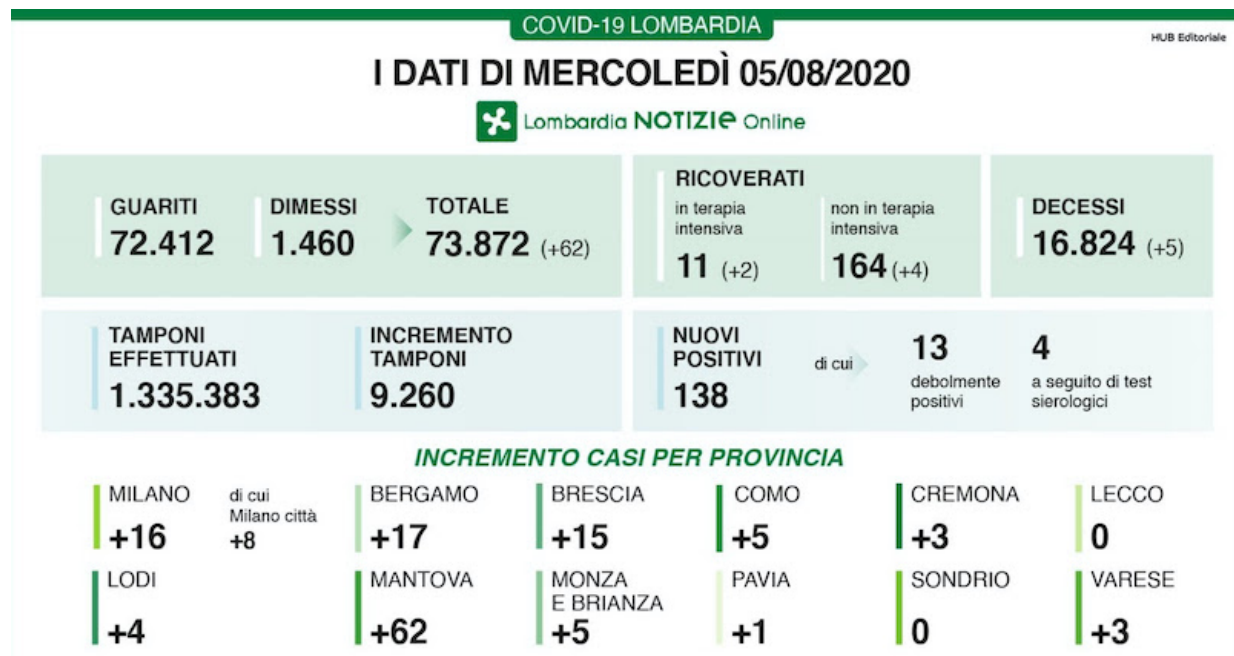 COVID-19 LOMBARDIA
HUB Editoriale
I DATI DI MERCOLEDÌ 05/08/2020
Lombardia NOTIZIE Online
GUARITI
72.412
DIMESSI
1.460
TOTALE
73.872 (+62)
RICOVERATI
in terapia
intensiva
11 (+2)
non in terapia
intensiva
164 (+4)
DECESSI
16.824 (+5)
TAMPONI
EFFETTUATI
1.335.383
INCREMENTO
TAMPONI
9.260
NUOVI
POSITIVI
138
di cui
13
debolmente
positivi
4
a seguito di test
sierologici
INCREMENTO CASI PER PROVINCIA
MILANO
+16
di cui
Milano città
+8
BERGAMO
+17
BRESCIA
+15
COMO
+5
CREMONA
+3
LECCO
0
LODI
+4
MANTOVA
+62
MONZA
E BRIANZA
+5
PAVIA
+1
SONDRIO
0
VARESE
+3